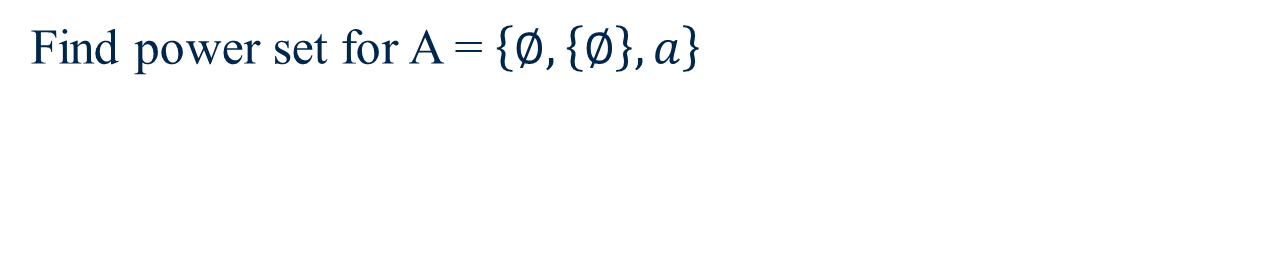 Find power set for A = {∅, {∅}, a}